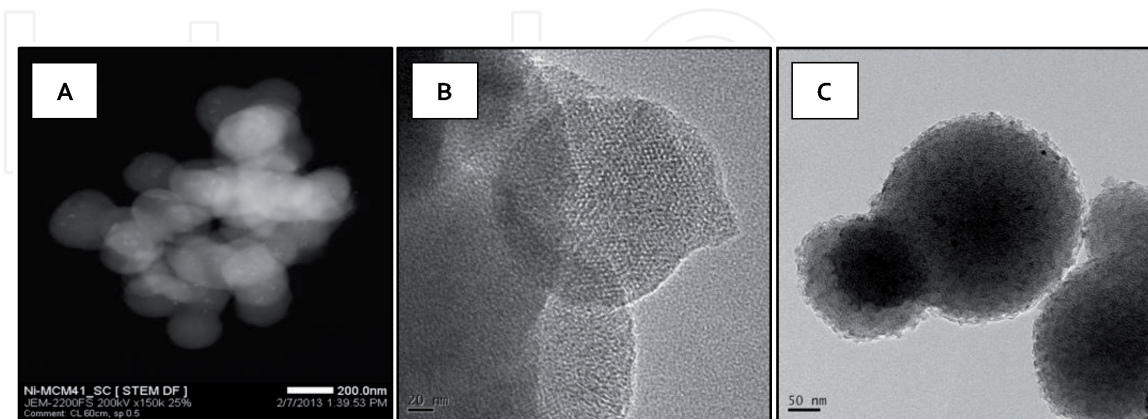 A
B
C
Ni-MCM41_SC [ STEM DF ]
200.0nm
JEM-2200FS 200kV x150k 25%
2/7/2013 1:39:53 PM
Comment: CL 60cm, sp 0.5
20 nm
50 nm